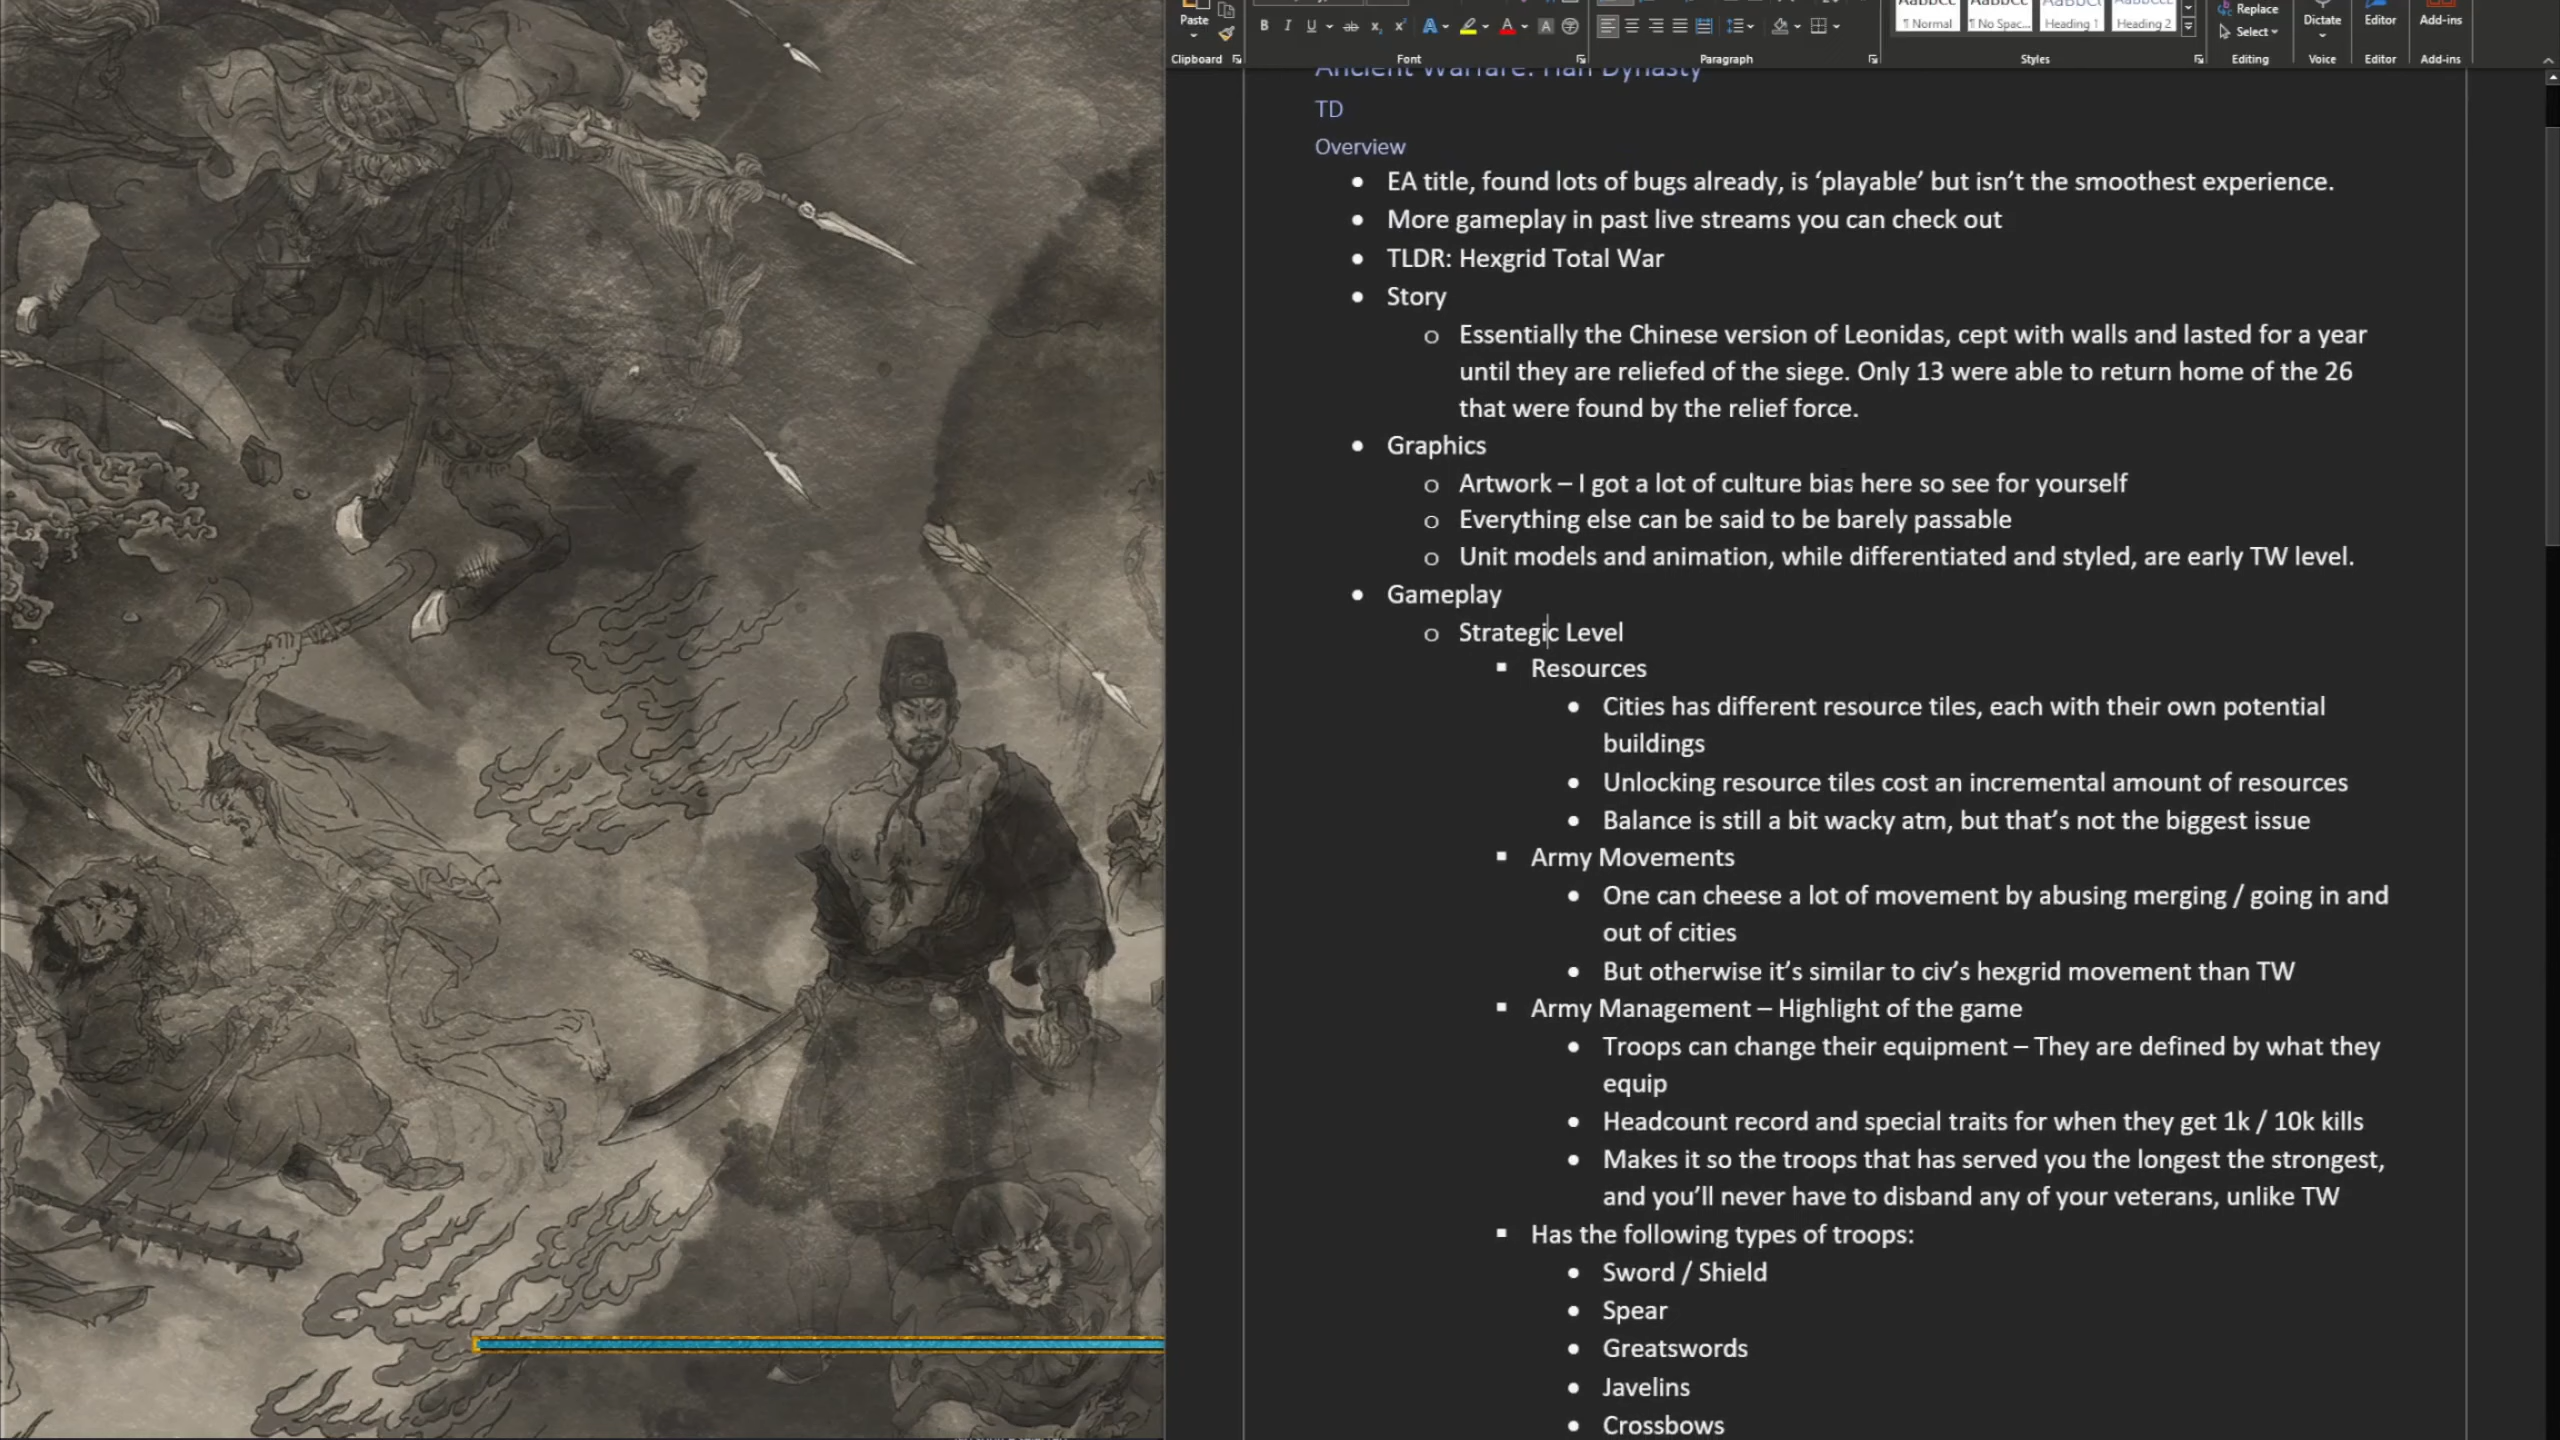 Paste
B I U ab x x A A A
AaBbCc AaBbCc AaBbCc AaBbCc
¶ Normal ¶ No Spac... Heading 1 Heading 2
Replace
Select
Dictate
Editor
Add-ins
Clipboard Font Paragraph Styles Editing Voice Editor Add-ins
Ancient Warfare: Han Dynasty
TD
Overview
• EA title, found lots of bugs already, is ‘playable’ but isn’t the smoothest experience.
• More gameplay in past live streams you can check out
• TLDR: Hexgrid Total War
• Story
o Essentially the Chinese version of Leonidas, cept with walls and lasted for a year
until they are reliefed of the siege. Only 13 were able to return home of the 26
that were found by the relief force.
• Graphics
o Artwork – I got a lot of culture bias here so see for yourself
o Everything else can be said to be barely passable
o Unit models and animation, while differentiated and styled, are early TW level.
• Gameplay
o Strategic Level
▪ Resources
• Cities has different resource tiles, each with their own potential
buildings
• Unlocking resource tiles cost an incremental amount of resources
• Balance is still a bit wacky atm, but that’s not the biggest issue
▪ Army Movements
• One can cheese a lot of movement by abusing merging / going in and
out of cities
• But otherwise it’s similar to civ’s hexgrid movement than TW
▪ Army Management – Highlight of the game
• Troops can change their equipment – They are defined by what they
equip
• Headcount record and special traits for when they get 1k / 10k kills
• Makes it so the troops that has served you the longest the strongest,
and you’ll never have to disband any of your veterans, unlike TW
▪ Has the following types of troops:
• Sword / Shield
• Spear
• Greatswords
• Javelins
• Crossbows